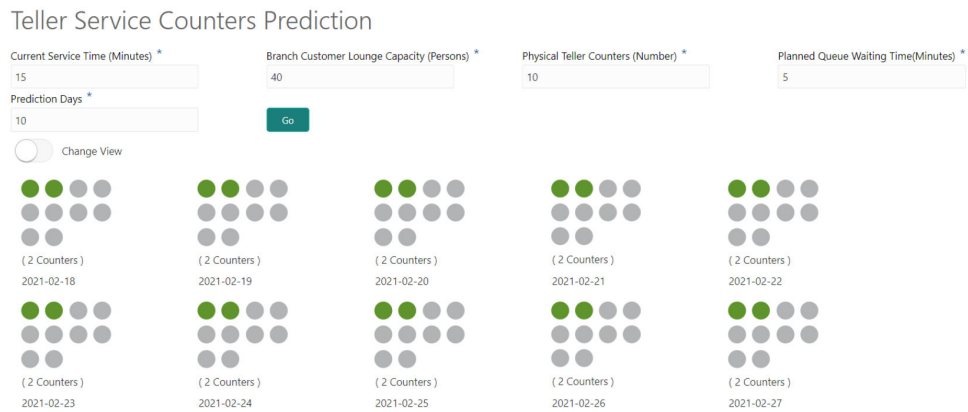 Teller Service Counters Prediction
Current Service Time (Minutes) * Branch Customer Lounge Capacity (Persons) * Physical Teller Counters (Number) * Planned Queue Waiting Time(Minutes) *
15 40 10 5
Prediction Days *
10 Go
Change View
( 2 Counters ) ( 2 Counters ) ( 2 Counters ) ( 2 Counters ) ( 2 Counters )
2021-02-18 2021-02-19 2021-02-20 2021-02-21 2021-02-22
( 2 Counters ) ( 2 Counters ) ( 2 Counters ) ( 2 Counters ) ( 2 Counters )
2021-02-23 2021-02-24 2021-02-25 2021-02-26 2021-02-27